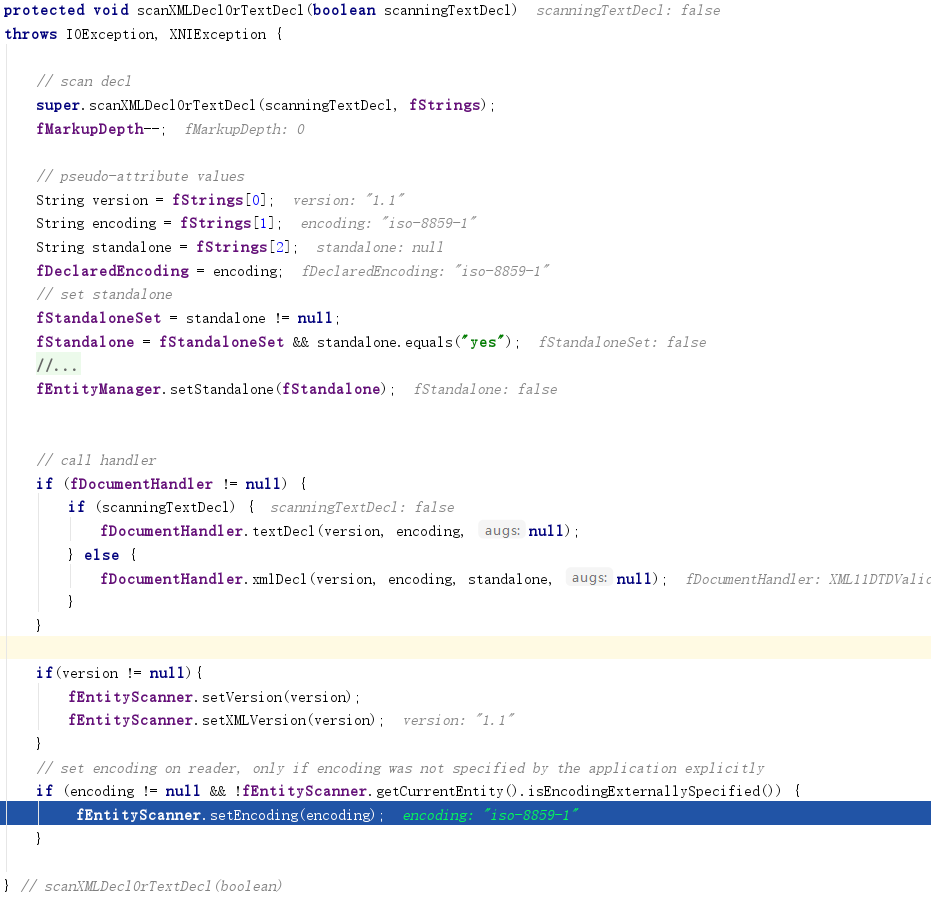 protected void scanXMLDeclOrTextDecl(boolean scanningTextDecl)  scanningTextDecl: false
throws IOException, XNIException {
// scan decl
super.scanXMLDeclOrTextDecl(scanningTextDecl, fStrings);
fMarkupDepth--;  fMarkupDepth: 0
// pseudo-attribute values
String version = fStrings[0];  version: "1.1"
String encoding = fStrings[1];  encoding: "iso-8859-1"
String standalone = fStrings[2];  standalone: null
fDeclaredEncoding = encoding;  fDeclaredEncoding: "iso-8859-1"
// set standalone
fStandaloneSet = standalone != null;
fStandalone = fStandaloneSet && standalone.equals("yes");  fStandaloneSet: false
//...
fEntityManager.setStandalone(fStandalone);  fStandalone: false
// call handler
if (fDocumentHandler != null) {
if (scanningTextDecl) {  scanningTextDecl: false
fDocumentHandler.textDecl(version, encoding, augs: null);
} else {
fDocumentHandler.xmlDecl(version, encoding, standalone, augs: null);  fDocumentHandler: XML11DTDValid
}
}
if(version != null){
fEntityScanner.setVersion(version);
fEntityScanner.setXMLVersion(version);  version: "1.1"
}
// set encoding on reader, only if encoding was not specified by the application explicitly
if (encoding != null && !fEntityScanner.getCurrentEntity().isEncodingExternallySpecified()) {
fEntityScanner.setEncoding(encoding);  encoding: "iso-8859-1"
}
} // scanXMLDeclOrTextDecl(boolean)